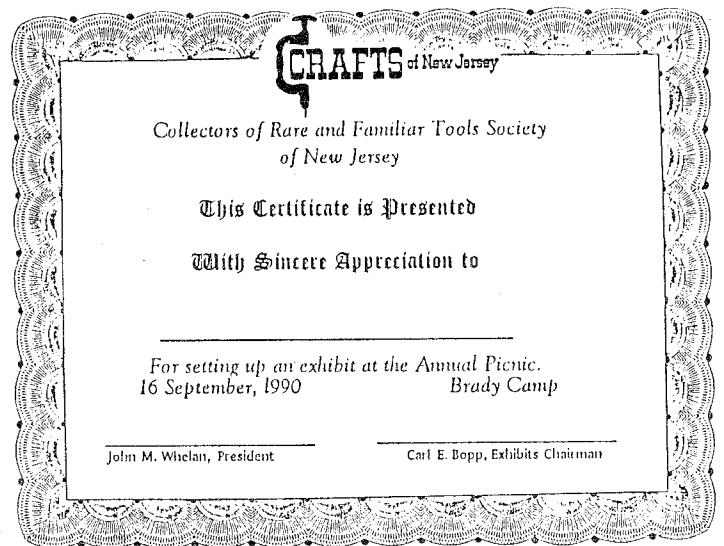 CRAFTS of New Jersey
Collectors of Rare and Familiar Tools Society
of New Jersey
This Certificate is Presented
With Sincere Appreciation to
For setting up an exhibit at the Annual Picnic.
16 September, 1990 Brady Camp
John M. Whelan, President Carl E. Bopp, Exhibits Chairman